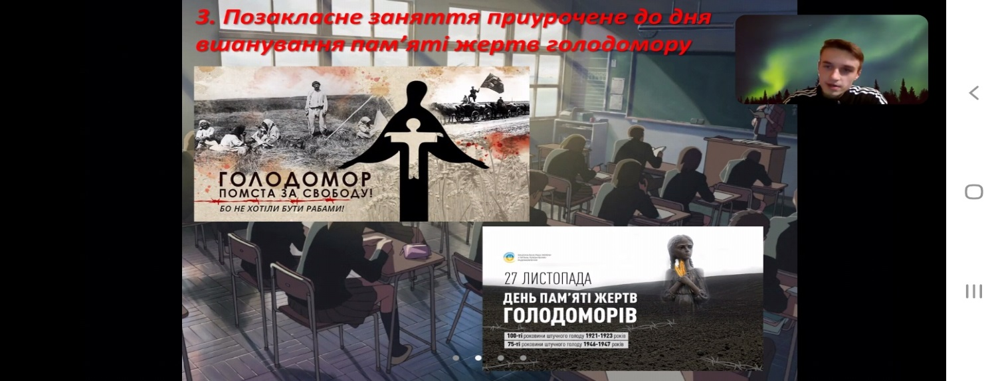 3. Позакласне заняття приурочене до дня
вшанування пам’яті жертв голодомору
ГОЛОДОМОР
ПОМСТА ЗА СВОБОДУ!
БО НЕ ХОТІЛИ БУТИ РАБАМИ!
27 ЛИСТОПАДА
ДЕНЬ ПАМ’ЯТІ ЖЕРТВ
ГОЛОДОМОРІВ
100-ті роковини штучного голоду 1921-1923 років
75-ті роковини штучного голоду 1946-1947 років